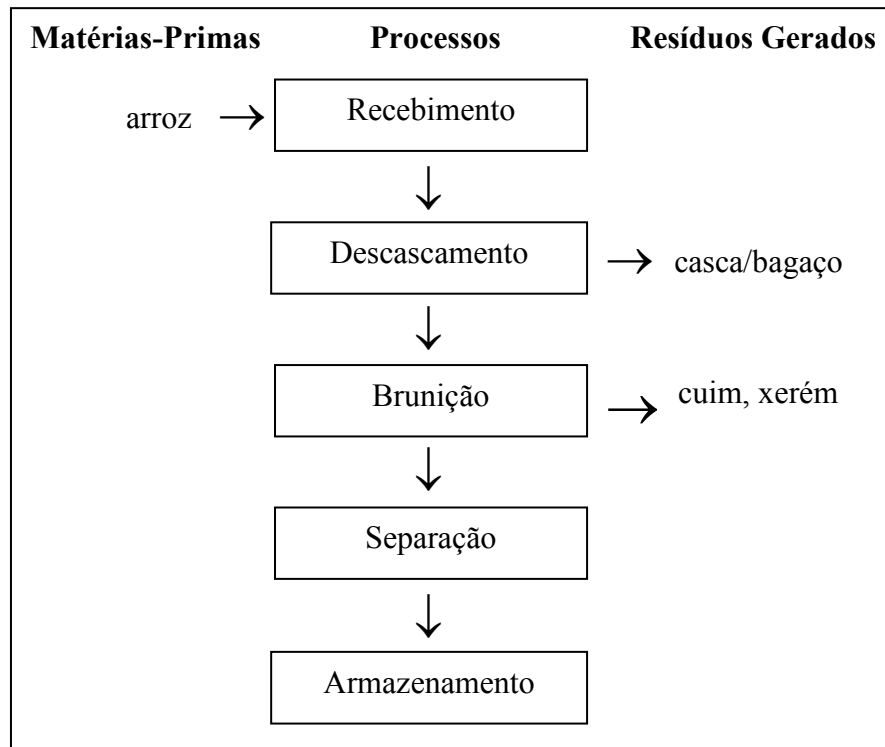 Matérias-Primas Processos Resíduos Gerados
arroz → Recebimento
↓
Descascamento → casca/bagaço
↓
Brunição → cuim, xerém
↓
Separação
↓
Armazenamento